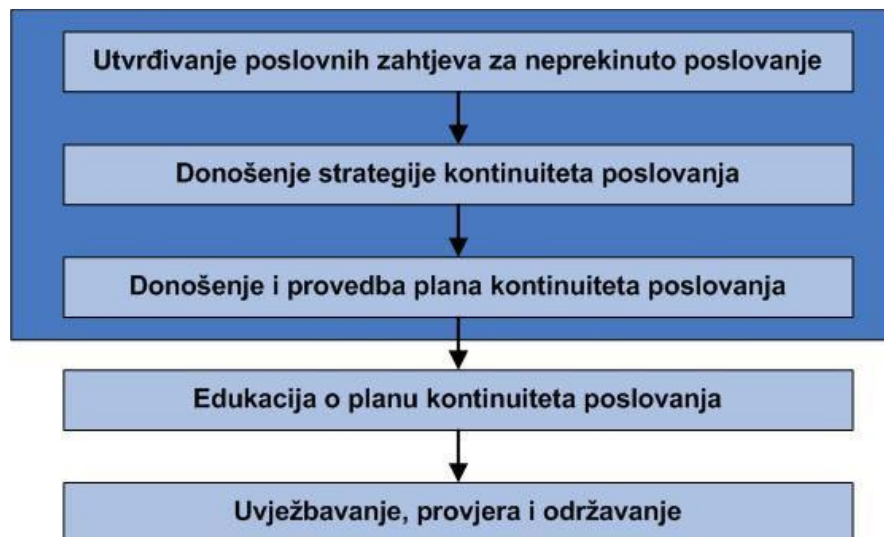 Utvrđivanje poslovnih zahtjeva za neprekinuto poslovanje
Donošenje strategije kontinuiteta poslovanja
Donošenje i provedba plana kontinuiteta poslovanja
Edukacija o planu kontinuiteta poslovanja
Uvježbavanje, provjera i održavanje